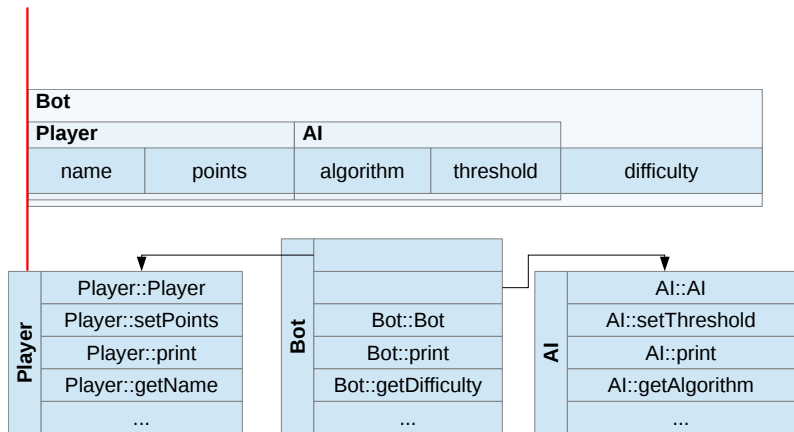 Bot
Player AI
name points algorithm threshold difficulty
Player
Player::Player
Player::setPoints
Player::print
Player::getName
...
Bot
Bot::Bot
Bot::print
Bot::getDifficulty
...
AI
AI::AI
AI::setThreshold
AI::print
AI::getAlgorithm
...